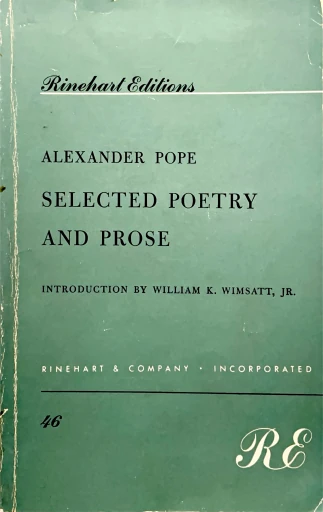 Rinehart Editions
ALEXANDER POPE
SELECTED POETRY
AND PROSE
INTRODUCTION BY WILLIAM K. WIMSATT, JR.
RINEHART & COMPANY · INCORPORATED
46
RE